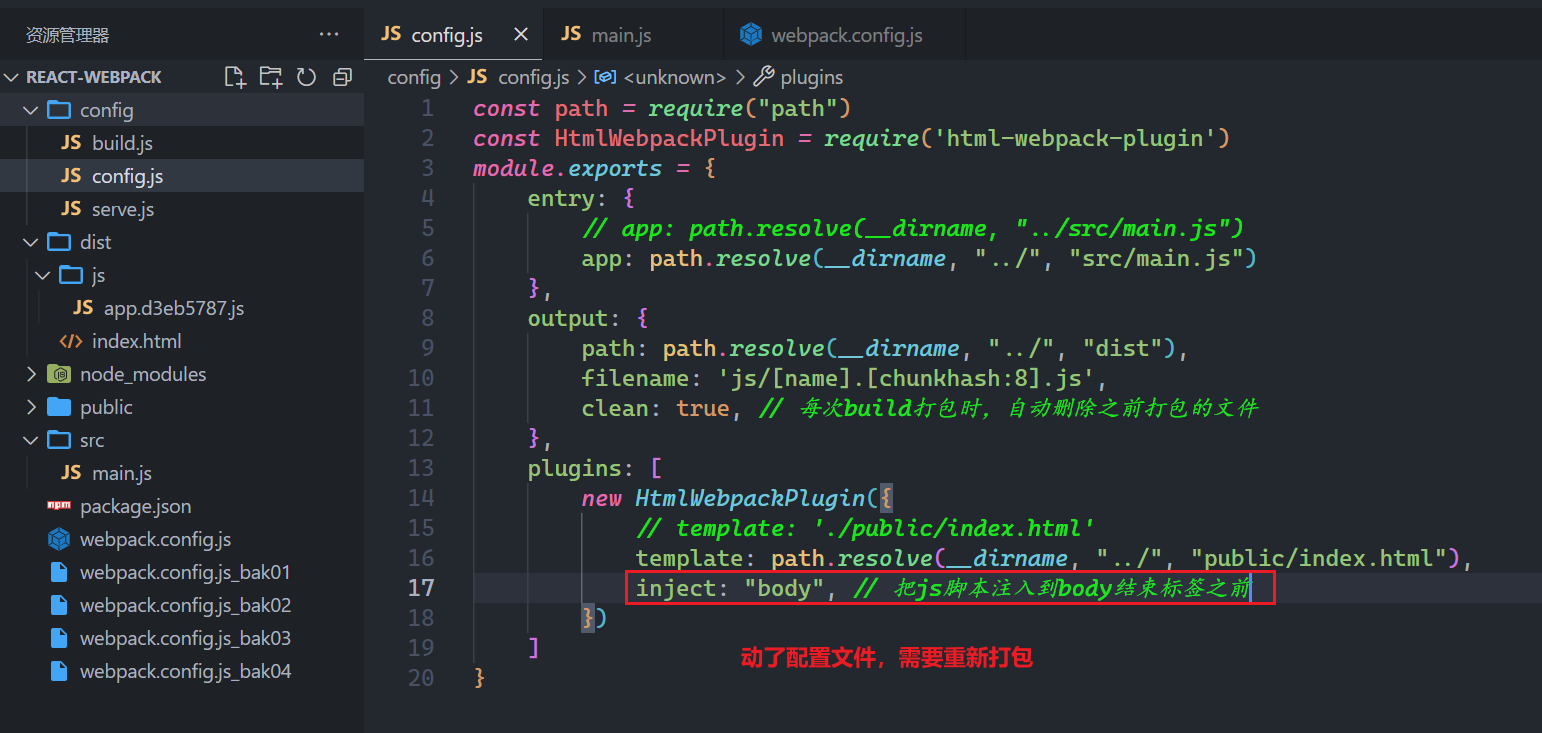 资源管理器 ···
REACT-WEBPACK
config
JS build.js
JS config.js
JS serve.js
dist
js
JS app.d3eb5787.js
<> index.html
node_modules
public
src
JS main.js
npm package.json
webpack.config.js
webpack.config.js_bak01
webpack.config.js_bak02
webpack.config.js_bak03
webpack.config.js_bak04
JS config.js × JS main.js webpack.config.js
config > JS config.js > <unknown> > plugins
1 const path = require("path")
2 const HtmlWebpackPlugin = require('html-webpack-plugin')
3 module.exports = {
4 entry: {
5 // app: path.resolve(__dirname, "../src/main.js")
6 app: path.resolve(__dirname, "../", "src/main.js")
7 },
8 output: {
9 path: path.resolve(__dirname, "../", "dist"),
10 filename: 'js/[name].[chunkhash:8].js',
11 clean: true, // 每次build打包时，自动删除之前打包的文件
12 },
13 plugins: [
14 new HtmlWebpackPlugin({
15 // template: './public/index.html'
16 template: path.resolve(__dirname, "../", "public/index.html"),
17 inject: "body", // 把js脚本注入到body结束标签之前
18 })
19 ]
20 }
动了配置文件，需要重新打包